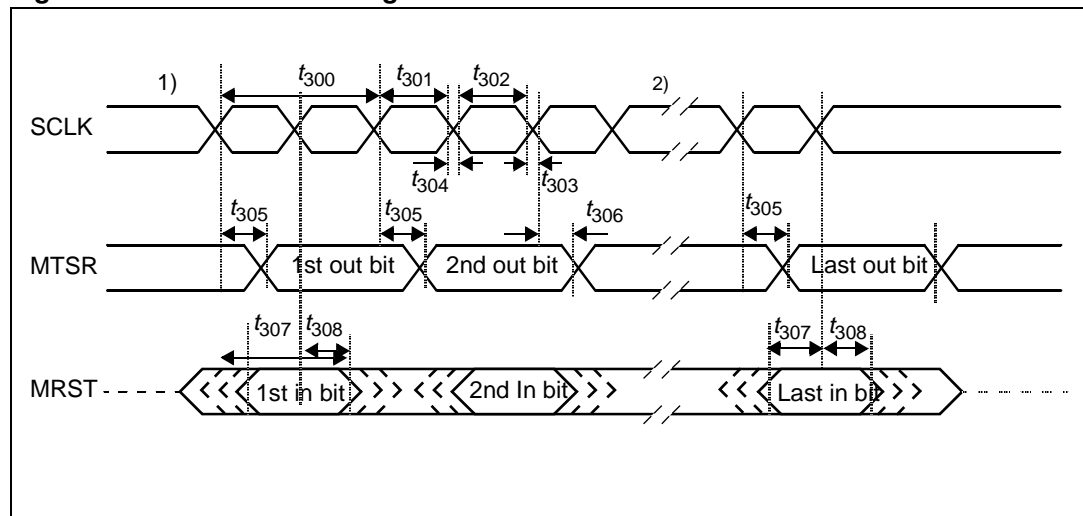 1)
t300
t301
t302
2)
SCLK
t304
t303
t305
t305
t306
t305
MTSR
1st out bit
2nd out bit
Last out bit
t307
t308
t307
t308
MRST
1st in bit
2nd In bit
Last in bit